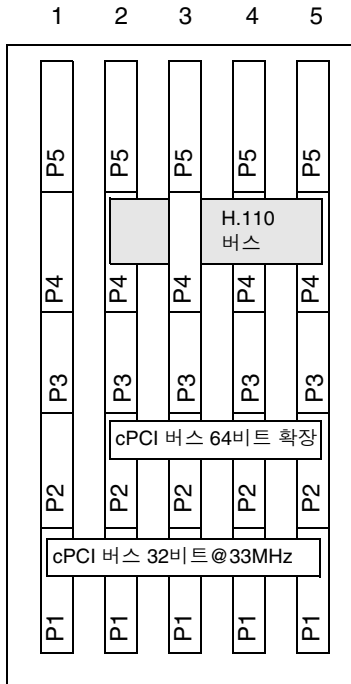 1 2 3 4 5
P5 P5 P5 P5 P5
H.110
버스
P4 P4 P4 P4 P4
P3 P3 P3 P3 P3
cPCI 버스 64비트 확장
P2 P2 P2 P2 P2
cPCI 버스 32비트@33MHz
P1 P1 P1 P1 P1